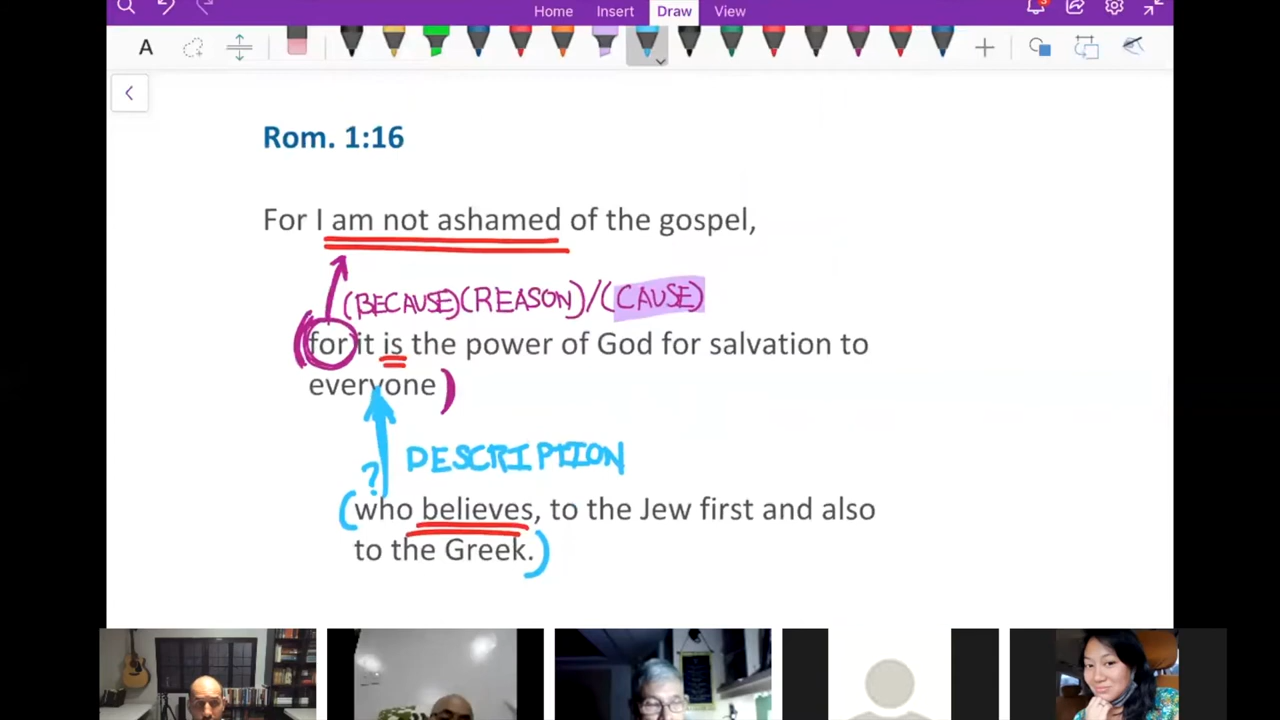 Home Insert Draw View
A
Rom. 1:16
For I am not ashamed of the gospel,
(BECAUSE)(REASON)/(CAUSE)
(for) it is the power of God for salvation to
everyone)
DESCRIPTION
?
(who believes, to the Jew first and also
to the Greek.)